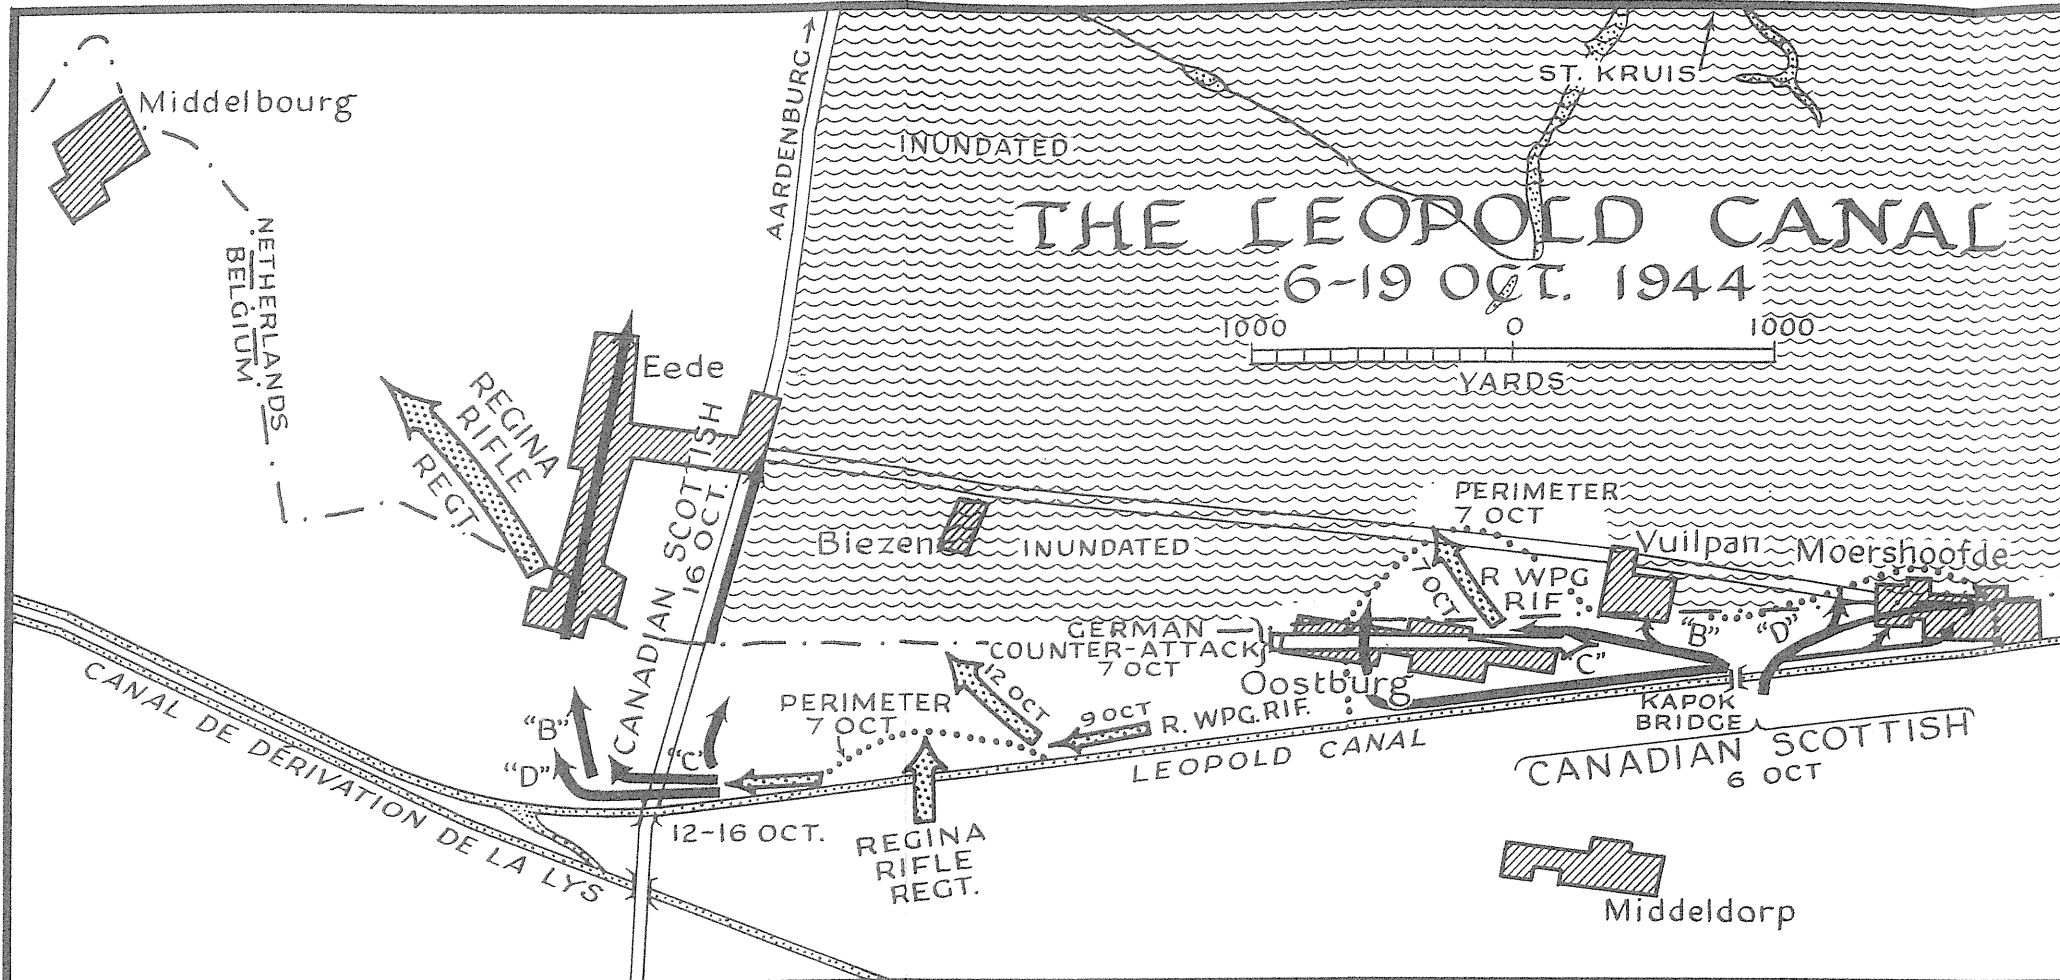 Middelbourg
AARDENBURG
ST. KRUIS
INUNDATED
THE LEOPOLD CANAL
6-19 OCT. 1944
1000 0 1000
YARDS
NETHERLANDS
BELGIUM
Eede
REGINA
RIFLE
REGT.
CANADIAN SCOTTISH
16 OCT.
Biezen
INUNDATED
PERIMETER
7 OCT
Vuilpan
Moershoofde
7 OCT
R WPG
RIF
GERMAN
COUNTER-ATTACK
7 OCT
"B"
"D"
"C"
Oostburg
KAPOK
BRIDGE
CANADIAN SCOTTISH
6 OCT
12 OCT
9 OCT
R. WPG. RIF.
PERIMETER
7 OCT
"B"
"D"
"C"
LEOPOLD CANAL
CANAL DE DÉRIVATION DE LA LYS
12-16 OCT.
REGINA
RIFLE
REGT.
Middeldorp